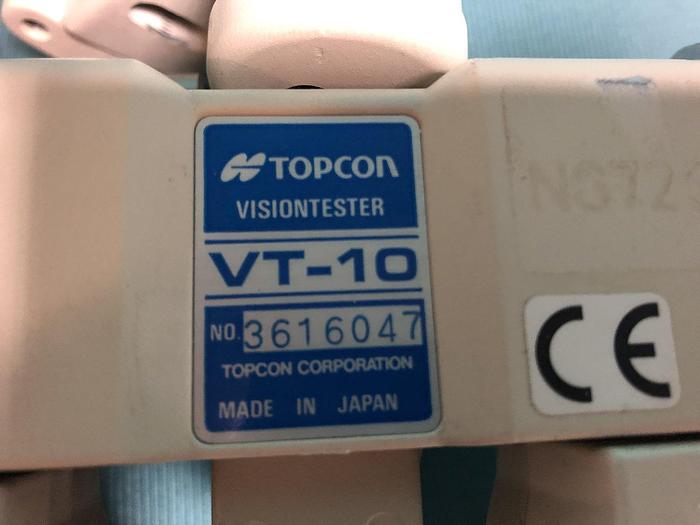 TOPCON
VISIONTESTER
VT-10
NO. 3616047
TOPCON CORPORATION
MADE IN JAPAN
CE